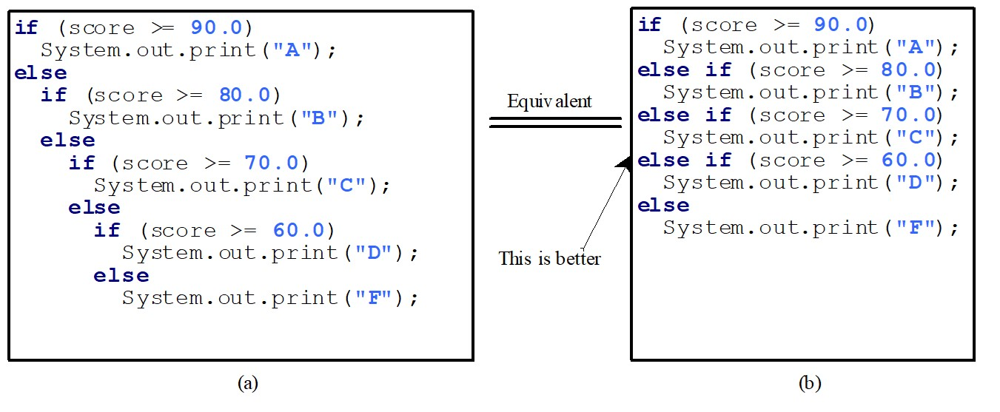 if (score >= 90.0)
  System.out.print("A");
else
  if (score >= 80.0)
    System.out.print("B");
  else
    if (score >= 70.0)
      System.out.print("C");
    else
      if (score >= 60.0)
        System.out.print("D");
      else
        System.out.print("F");
(a)
Equivalent
This is better
if (score >= 90.0)
  System.out.print("A");
else if (score >= 80.0)
  System.out.print("B");
else if (score >= 70.0)
  System.out.print("C");
else if (score >= 60.0)
  System.out.print("D");
else
  System.out.print("F");
(b)